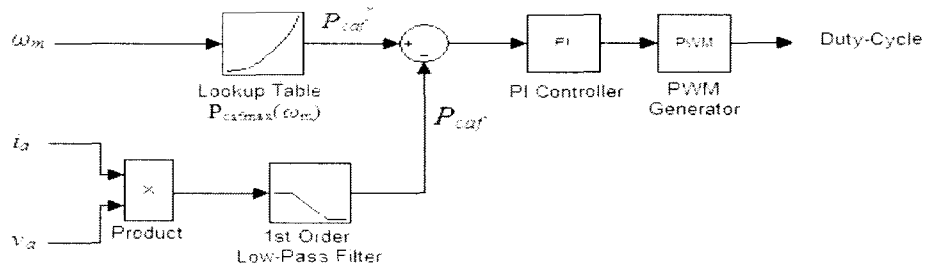 ωm
Pcaf*
+
−
PI
PWM
Duty-Cycle
Lookup Table
Pcafmax(ωm)
PI Controller
PWM
Generator
Pcaf
ia
×
va
Product
1st Order
Low-Pass Filter